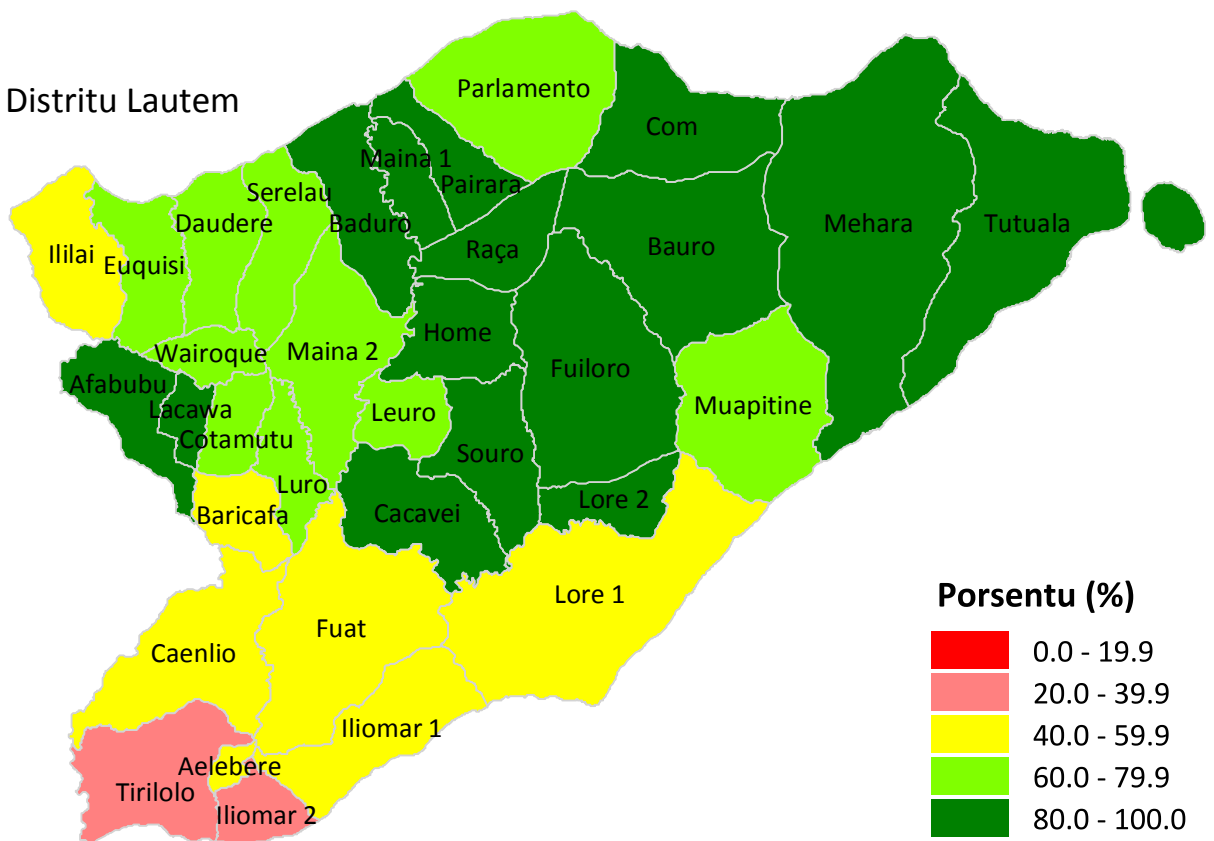 Distritu Lautem
Parlamento
Com
Maina 1
Pairara
Serelau
Daudere
Baduro
Mehara
Tutuala
Ililai
Euquisi
Raça
Bauro
Home
Wairoque
Maina 2
Fuiloro
Afabubu
Lacawa
Leuro
Muapitine
Cotamutu
Souro
Luro
Lore 2
Baricafa
Cacavei
Lore 1
Fuat
Caenlio
Iliomar 1
Aelebere
Tirilolo
Iliomar 2
Porsentu (%)
0.0 - 19.9
20.0 - 39.9
40.0 - 59.9
60.0 - 79.9
80.0 - 100.0